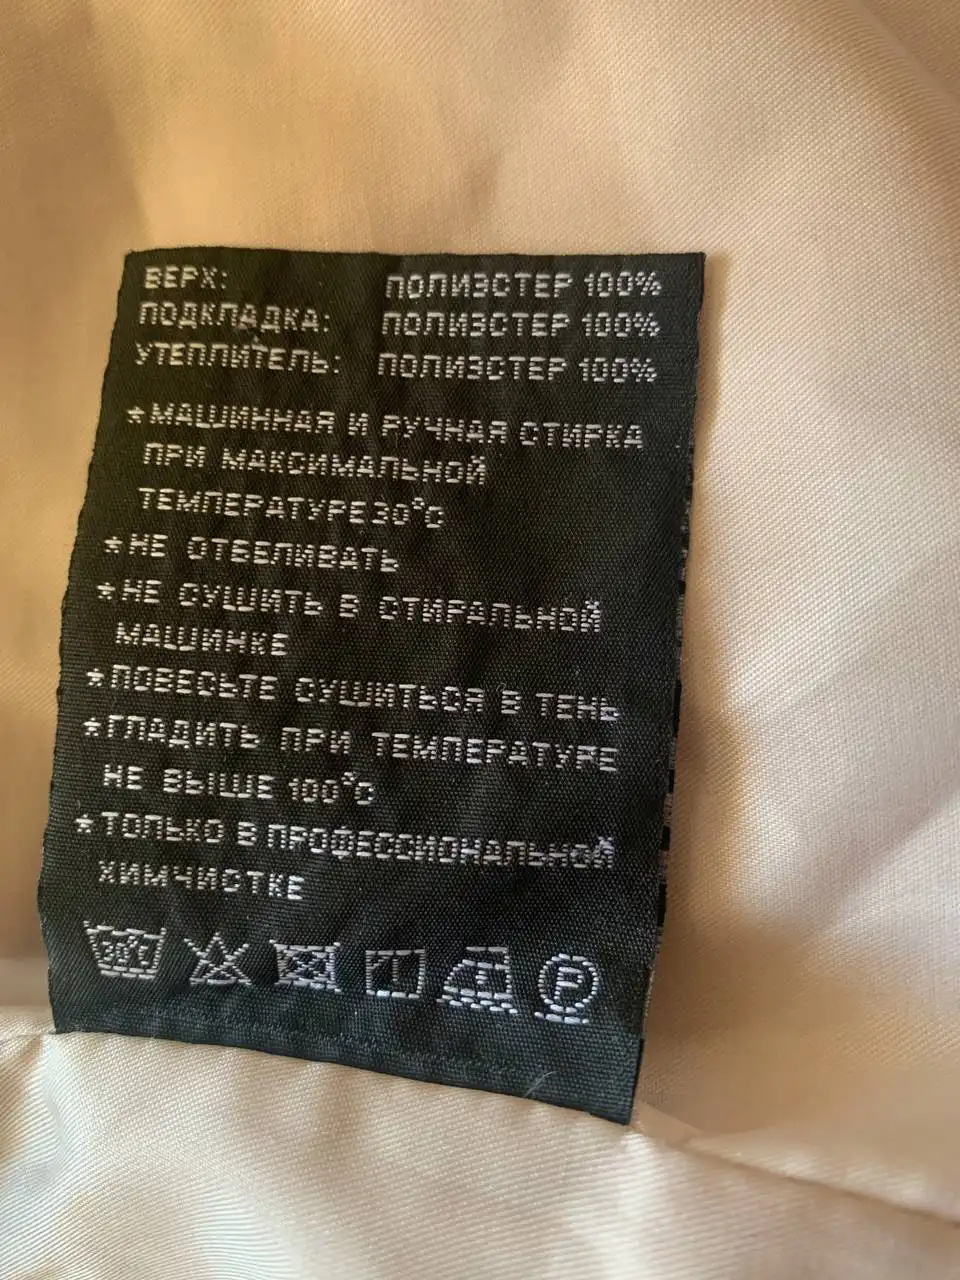 ВЕРХ: ПОЛИЭСТЕР 100%
ПОДКЛАДКА: ПОЛИЭСТЕР 100%
УТЕПЛИТЕЛЬ: ПОЛИЭСТЕР 100%
*МАШИННАЯ И РУЧНАЯ СТИРКА
ПРИ МАКСИМАЛЬНОЙ
ТЕМПЕРАТУРЕ30°C
*НЕ ОТБЕЛИВАТЬ
*НЕ СУШИТЬ В СТИРАЛЬНОЙ
МАШИНКЕ
*ПОВЕСЬТЕ СУШИТЬСЯ В ТЕНЬ
*ГЛАДИТЬ ПРИ ТЕМПЕРАТУРЕ
НЕ ВЫШЕ 100°C
*ТОЛЬКО В ПРОФЕССИОНАЛЬНОЙ
ХИМЧИСТКЕ
30°C P